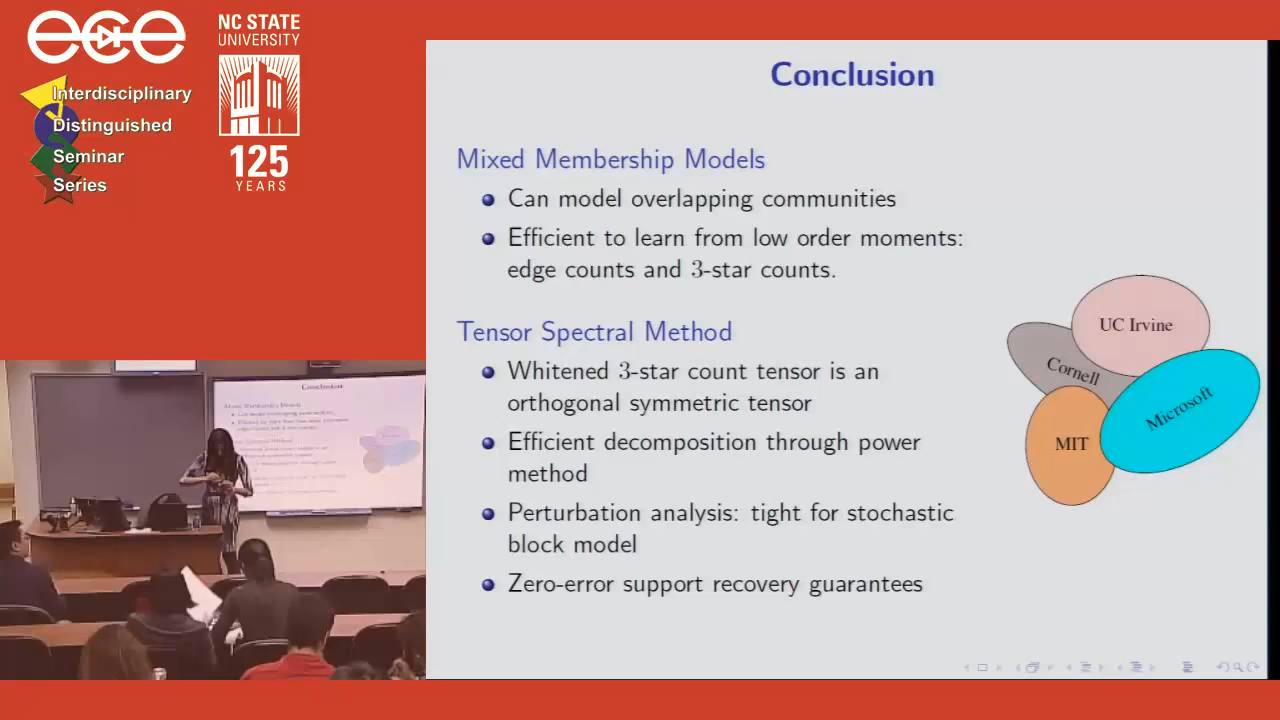 ece
NC STATE
UNIVERSITY
Interdisciplinary
Distinguished
Seminar
Series
125
YEARS
Conclusion
Mixed Membership Models
Can model overlapping communities
Efficient to learn from low order moments:
edge counts and 3-star counts.
Tensor Spectral Method
Whitened 3-star count tensor is an
orthogonal symmetric tensor
Efficient decomposition through power
method
Perturbation analysis: tight for stochastic
block model
Zero-error support recovery guarantees
UC Irvine
Cornell
Microsoft
MIT
Conclusion